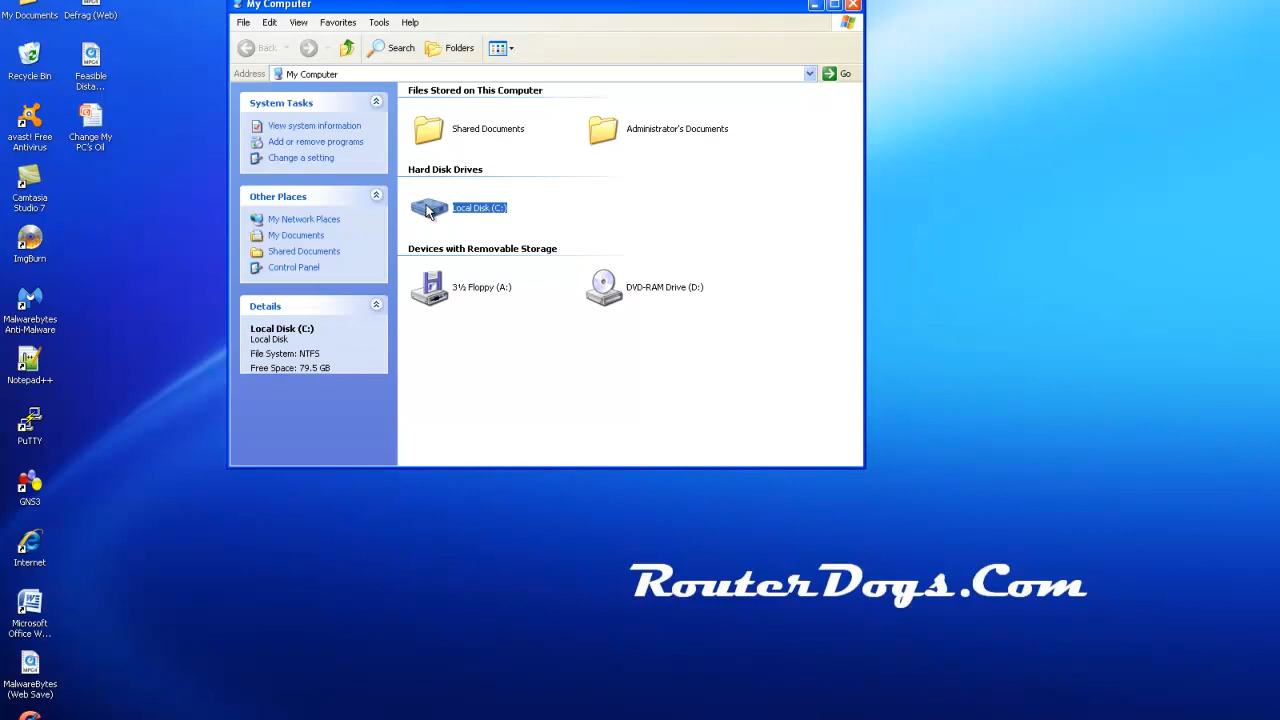 My Computer
File Edit View Favorites Tools Help
Back Search Folders
Address My Computer Go
My Documents
Defrag (Web)
Recycle Bin
Feasible Dista...
avast! Free Antivirus
Change My PC's Oil
Camtasia Studio 7
ImgBurn
Malwarebytes Anti-Malware
Notepad++
PuTTY
GNS3
Internet
Microsoft Office W...
MalwareBytes (Web Save)
System Tasks
View system information
Add or remove programs
Change a setting
Other Places
My Network Places
My Documents
Shared Documents
Control Panel
Details
Local Disk (C:)
Local Disk
File System: NTFS
Free Space: 79.5 GB
Files Stored on This Computer
Shared Documents
Administrator's Documents
Hard Disk Drives
Local Disk (C:)
Devices with Removable Storage
3½ Floppy (A:)
DVD-RAM Drive (D:)
RouterDogs.Com